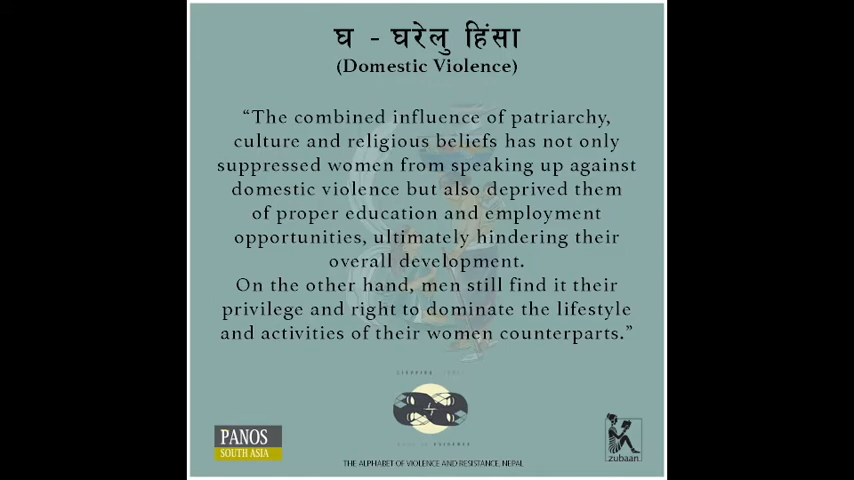 घ - घरेलु हिंसा
(Domestic Violence)
“The combined influence of patriarchy,
culture and religious beliefs has not only
suppressed women from speaking up against
domestic violence but also deprived them
of proper education and employment
opportunities, ultimately hindering their
overall development.
On the other hand, men still find it their
privilege and right to dominate the lifestyle
and activities of their women counterparts.”
PANOS
SOUTH ASIA
zubaan
THE ALPHABET OF VIOLENCE AND RESISTANCE, NEPAL